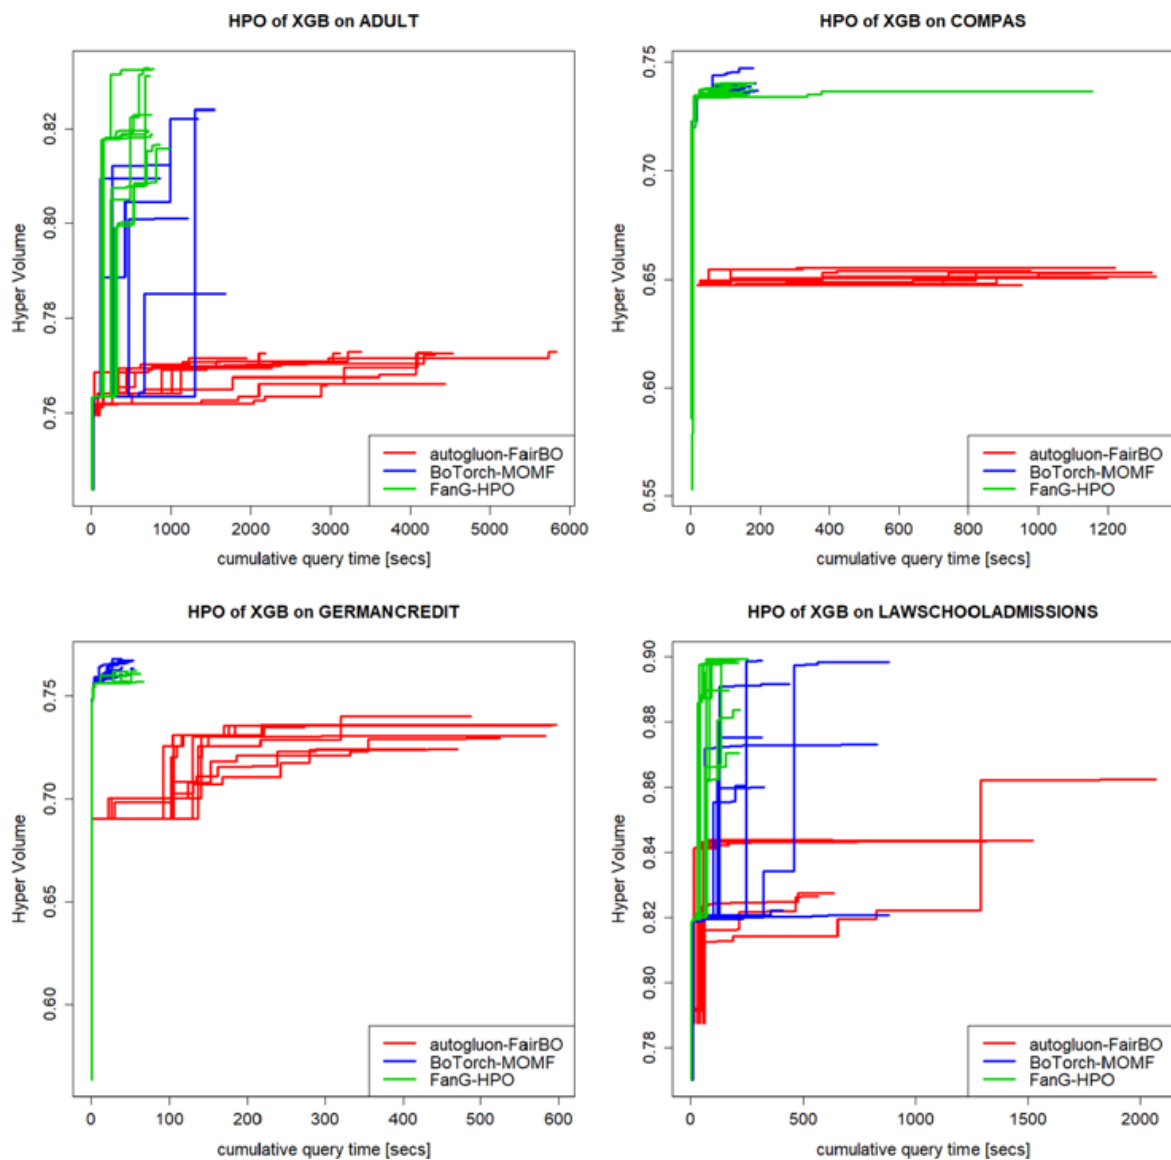 HPO of XGB on ADULT
Hyper Volume
0.76 0.78 0.80 0.82
autogluon-FairBO
BoTorch-MOMF
FanG-HPO
0 1000 2000 3000 4000 5000 6000
cumulative query time [secs]
HPO of XGB on COMPAS
Hyper Volume
0.55 0.60 0.65 0.70 0.75
autogluon-FairBO
BoTorch-MOMF
FanG-HPO
0 200 400 600 800 1000 1200
cumulative query time [secs]
HPO of XGB on GERMANCREDIT
Hyper Volume
0.60 0.65 0.70 0.75
autogluon-FairBO
BoTorch-MOMF
FanG-HPO
0 100 200 300 400 500 600
cumulative query time [secs]
HPO of XGB on LAWSCHOOLADMISSIONS
Hyper Volume
0.78 0.80 0.82 0.84 0.86 0.88 0.90
autogluon-FairBO
BoTorch-MOMF
FanG-HPO
0 500 1000 1500 2000
cumulative query time [secs]